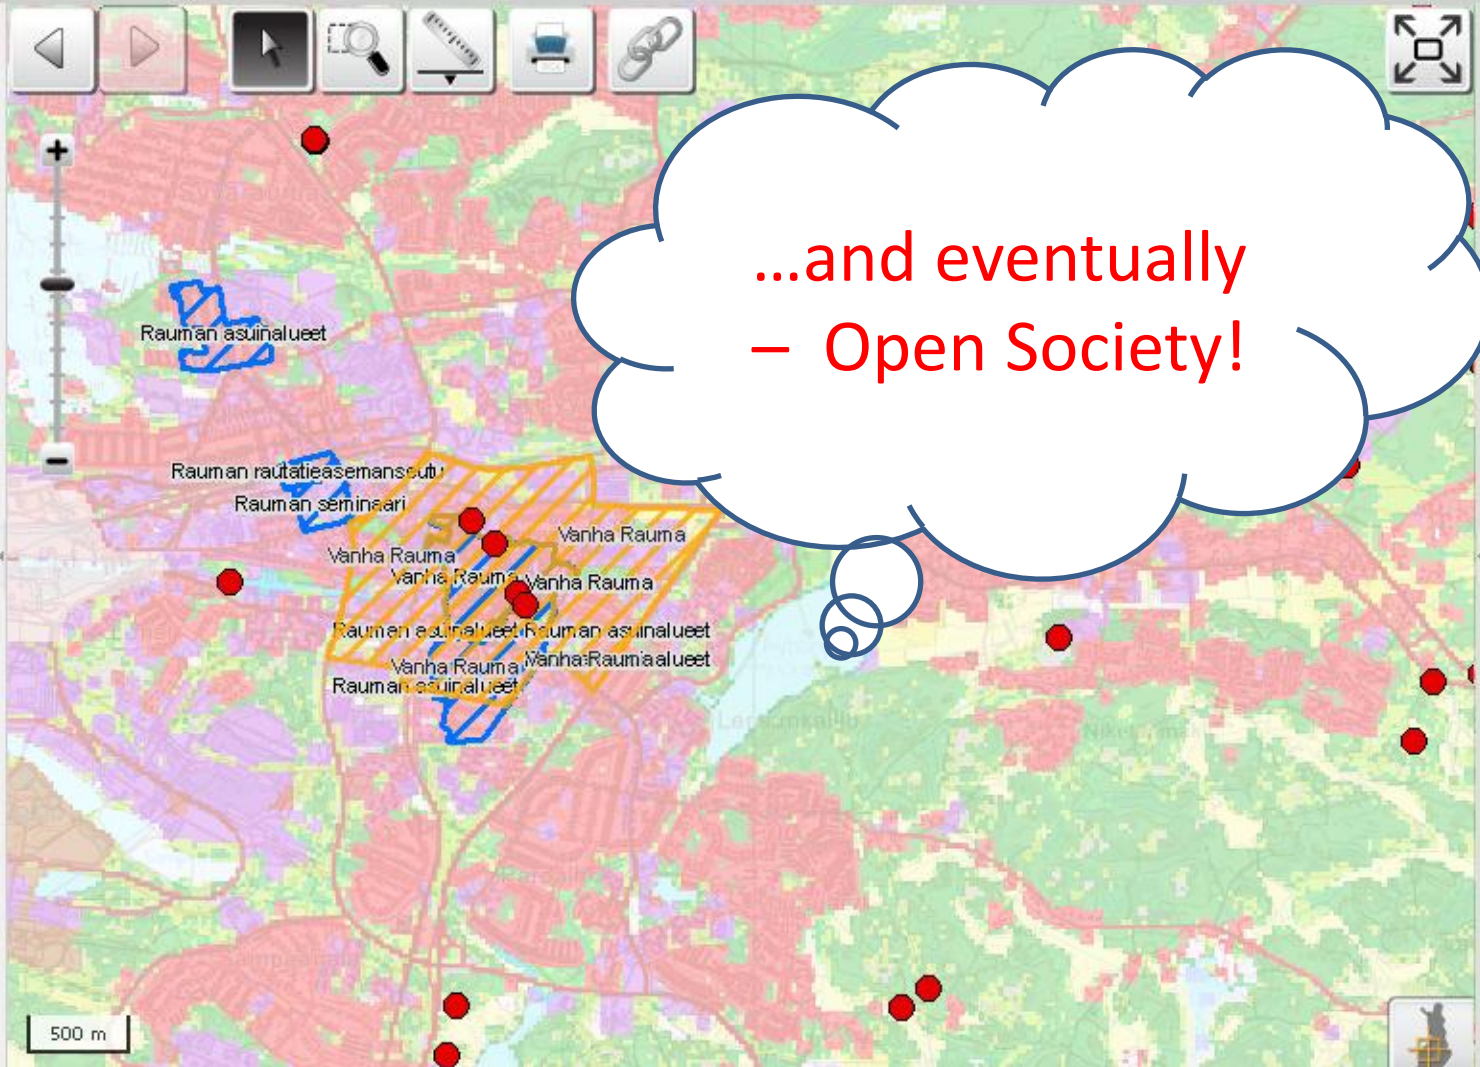 …and eventually
– Open Society!
Rauman asuinalueet
Rauman rautatieasemanseutu
Rauman seminaari
Vanha Rauma
Vanha Rauma
Vanha Rauma
Vanha Rauma
Rauman asuinalueet
Rauman asuinalueet
Vanha Rauma
Vanha Rauma
Rauman asuinalueet
500 m